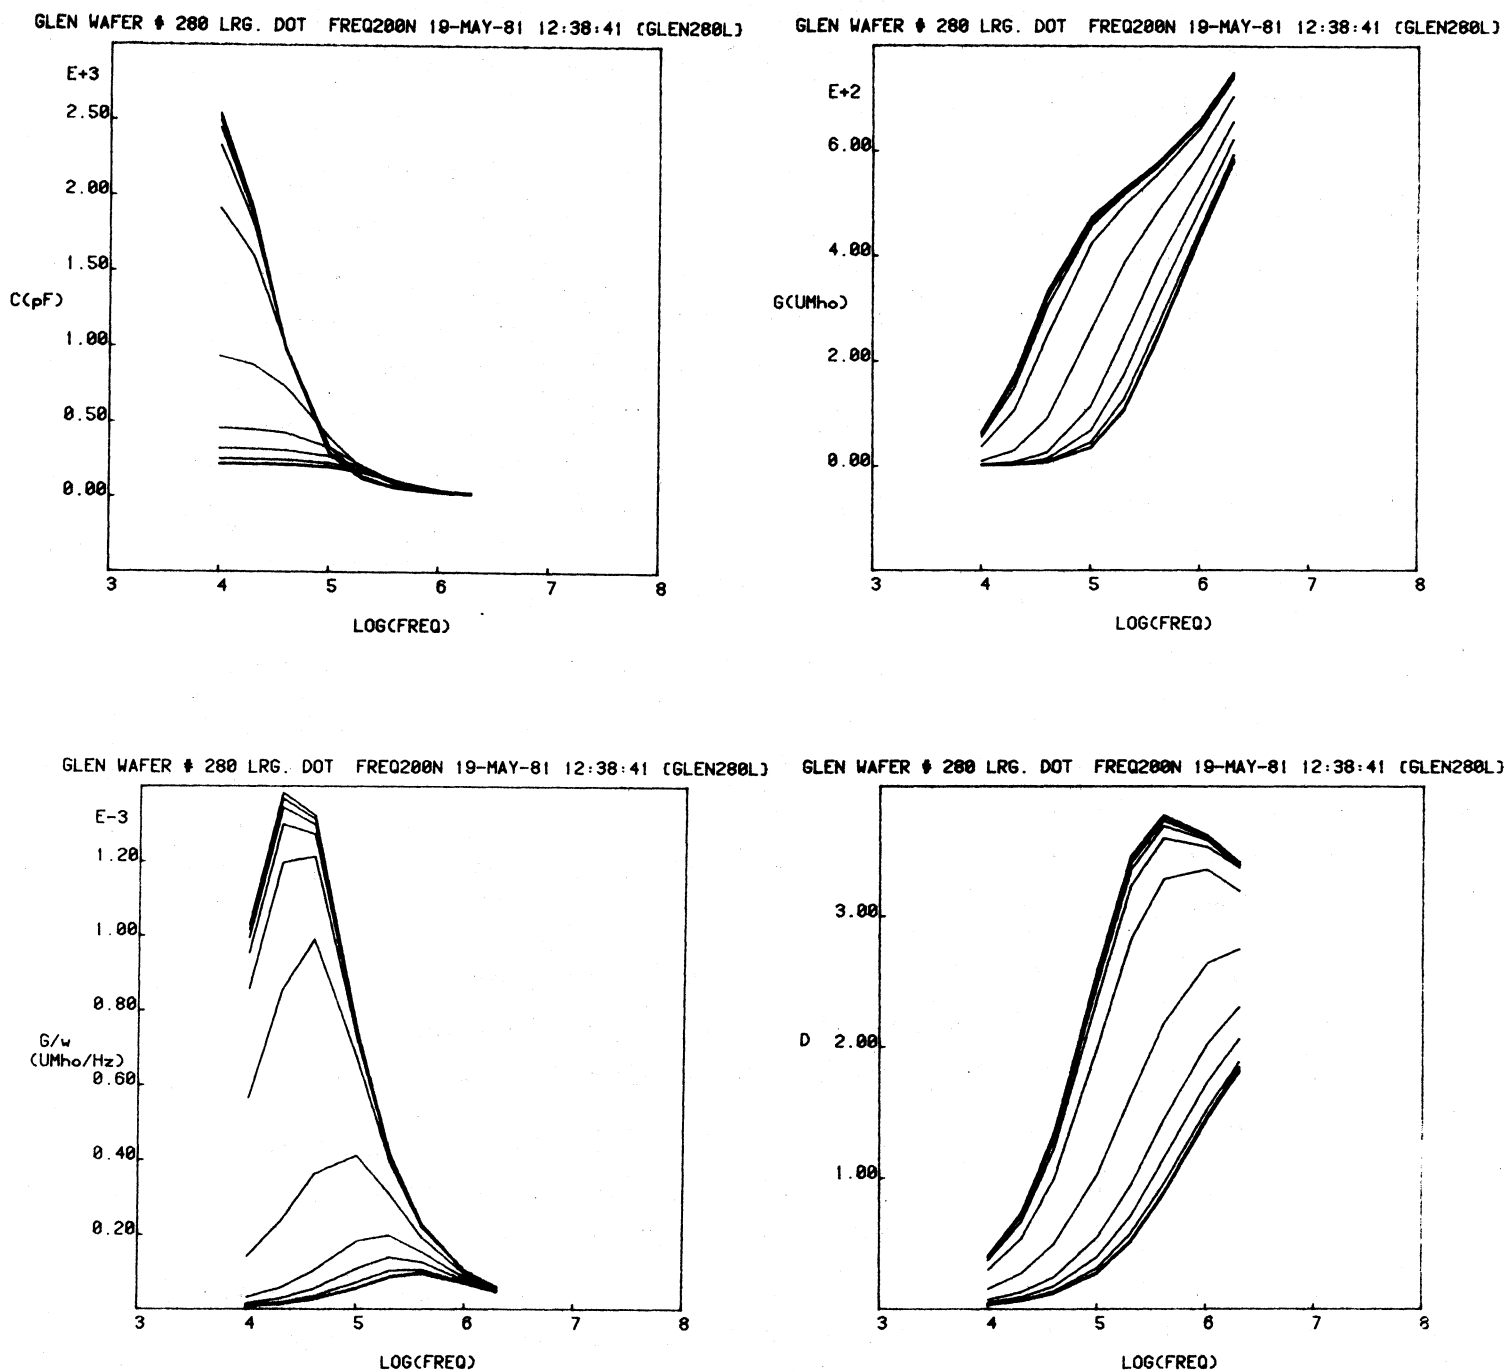 GLEN WAFER # 280 LRG. DOT FREQ200N 19-MAY-81 12:38:41 [GLEN280L]
E+3
2.50
2.00
1.50
C(pF)
1.00
0.50
0.00
3 4 5 6 7 8
LOG(FREQ)
GLEN WAFER # 280 LRG. DOT FREQ200N 19-MAY-81 12:38:41 [GLEN280L]
E+2
6.00
4.00
G(UMho)
2.00
0.00
3 4 5 6 7 8
LOG(FREQ)
GLEN WAFER # 280 LRG. DOT FREQ200N 19-MAY-81 12:38:41 [GLEN280L]
E-3
1.20
1.00
0.80
G/w
(UMho/Hz)
0.60
0.40
0.20
3 4 5 6 7 8
LOG(FREQ)
GLEN WAFER # 280 LRG. DOT FREQ200N 19-MAY-81 12:38:41 [GLEN280L]
3.00
D 2.00
1.00
3 4 5 6 7 8
LOG(FREQ)